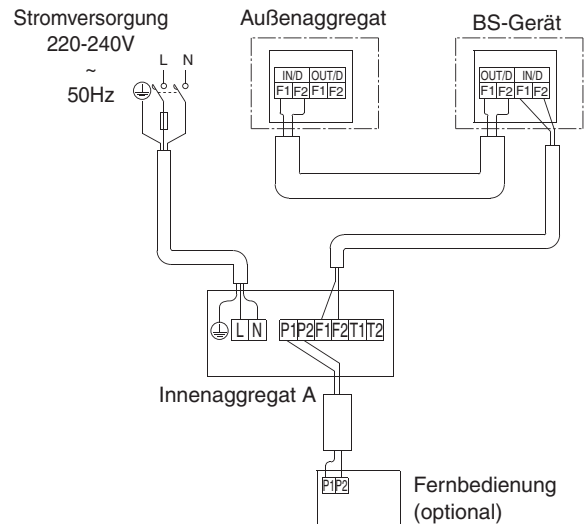 Stromversorgung
220-240V
~
50Hz
L N
Außenaggregat
IN/D OUT/D
F1 F2 F1 F2
BS-Gerät
OUT/D IN/D
F1 F2 F1 F2
L N P1 P2 F1 F2 T1 T2
Innenaggregat A
P1 P2
Fernbedienung
(optional)